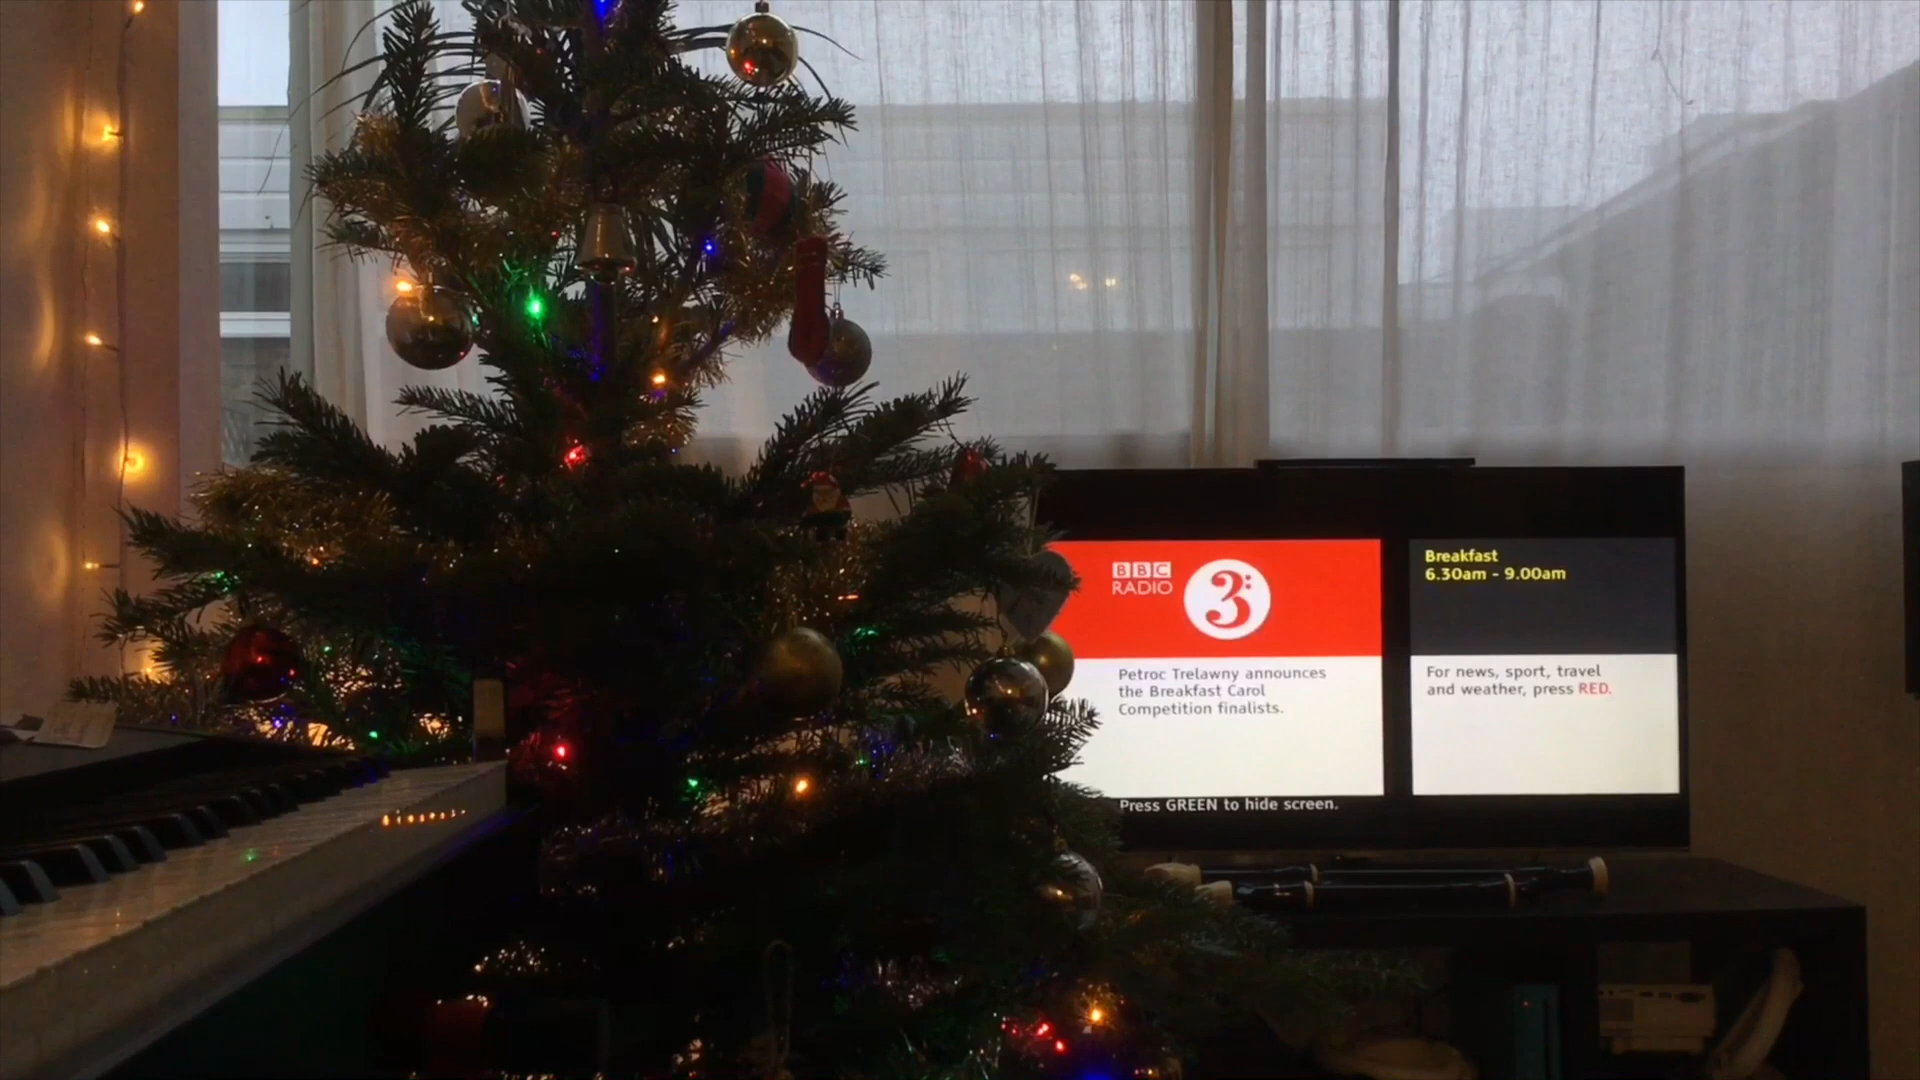 BBC
RADIO
3
Petroc Trelawny announces
the Breakfast Carol
Competition finalists.
Press GREEN to hide screen.
Breakfast
6.30am - 9.00am
For news, sport, travel
and weather, press RED.